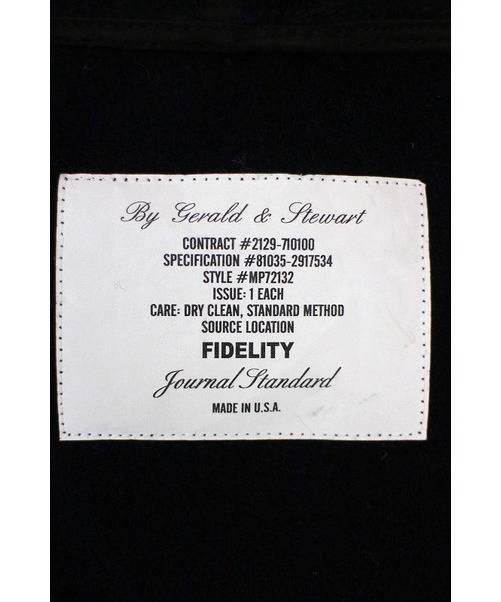 By Gerald & Stewart
CONTRACT #2129-710100
SPECIFICATION #81035-2917534
STYLE #MP72132
ISSUE: 1 EACH
CARE: DRY CLEAN, STANDARD METHOD
SOURCE LOCATION
FIDELITY
Journal Standard
MADE IN U.S.A.